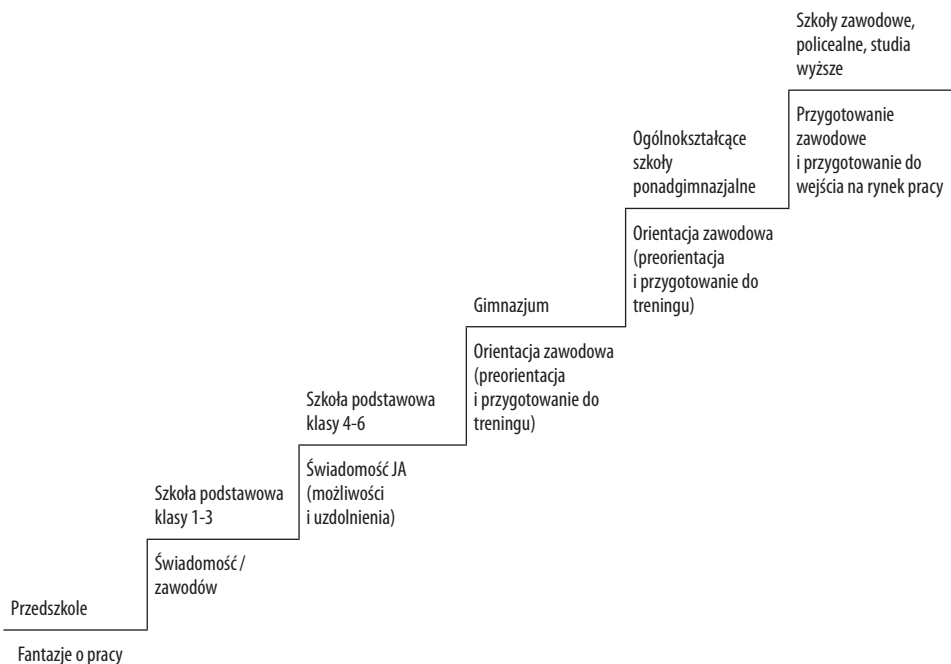 Szkoły zawodowe,
policealne, studia
wyższe
Przygotowanie
zawodowe
i przygotowanie do
wejścia na rynek pracy
Ogólnokształcące
szkoły
ponadgimnazjalne
Orientacja zawodowa
(preorientacja
i przygotowanie do
treningu)
Gimnazjum
Orientacja zawodowa
(preorientacja
i przygotowanie do
treningu)
Szkoła podstawowa
klasy 4-6
Świadomość JA
(możliwości
i uzdolnienia)
Szkoła podstawowa
klasy 1-3
Świadomość /
zawodów
Przedszkole
Fantazje o pracy